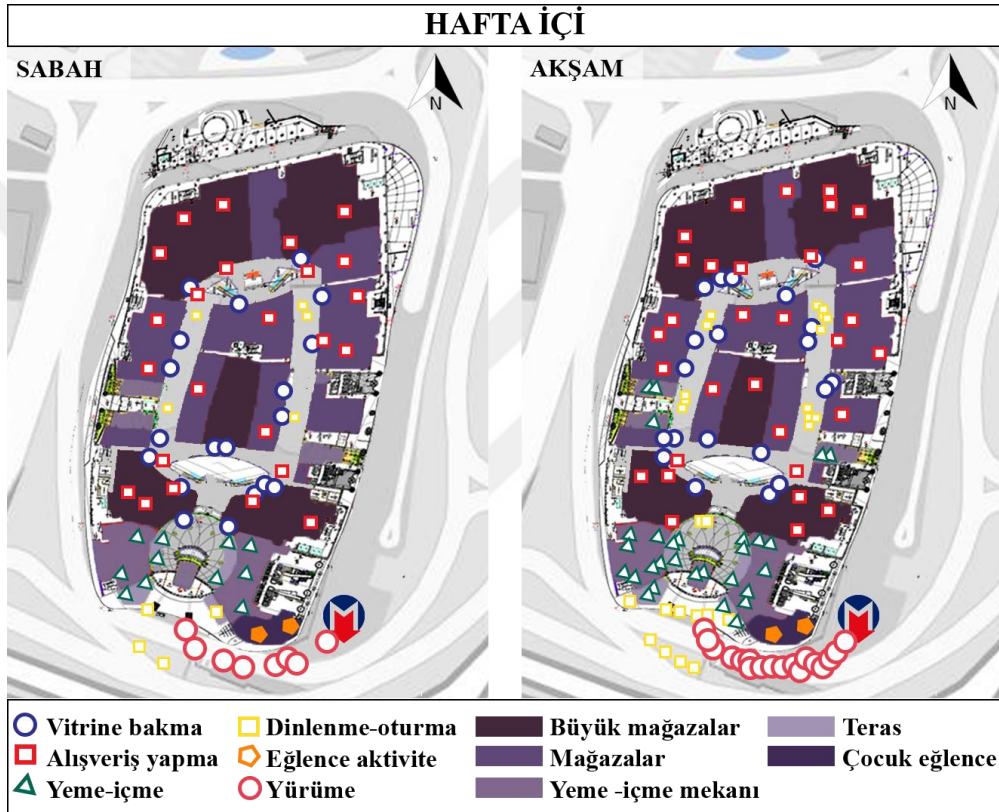 HAFTA İÇİ
SABAH
N
AKŞAM
N
M
M
Vitrine bakma
Dinlenme-oturma
Büyük mağazalar
Teras
Alışveriş yapma
Eğlence aktivite
Mağazalar
Çocuk eğlence
Yeme-içme
Yürüme
Yeme -içme mekanı